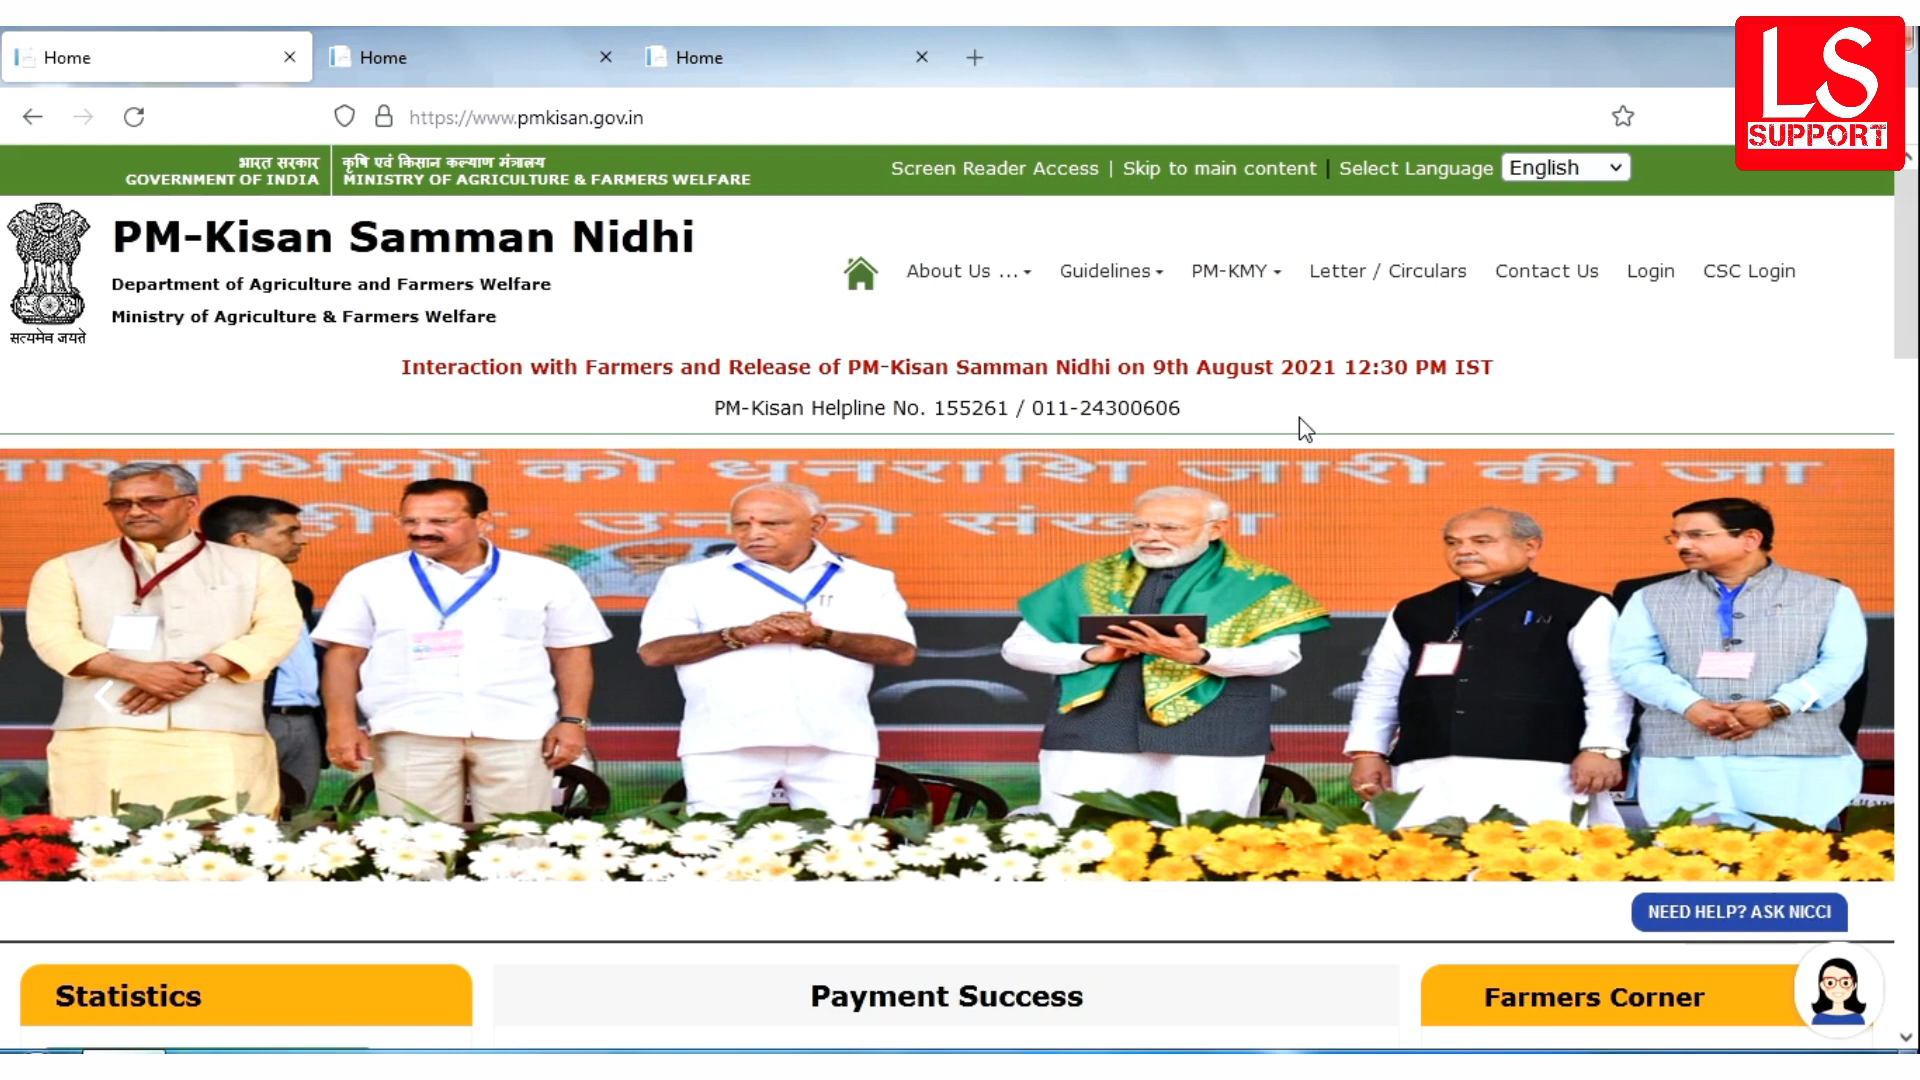 Home
Home
Home
LS
SUPPORT
https://www.pmkisan.gov.in
भारत सरकार
GOVERNMENT OF INDIA
कृषि एवं किसान कल्याण मंत्रालय
MINISTRY OF AGRICULTURE & FARMERS WELFARE
Screen Reader Access | Skip to main content | Select Language English
PM-Kisan Samman Nidhi
Department of Agriculture and Farmers Welfare
Ministry of Agriculture & Farmers Welfare
सत्यमेव जयते
About Us ... Guidelines PM-KMY Letter / Circulars Contact Us Login CSC Login
Interaction with Farmers and Release of PM-Kisan Samman Nidhi on 9th August 2021 12:30 PM IST
PM-Kisan Helpline No. 155261 / 011-24300606
को धनराशि जारी की जा
NEED HELP? ASK NICCI
Statistics
Payment Success
Farmers Corner